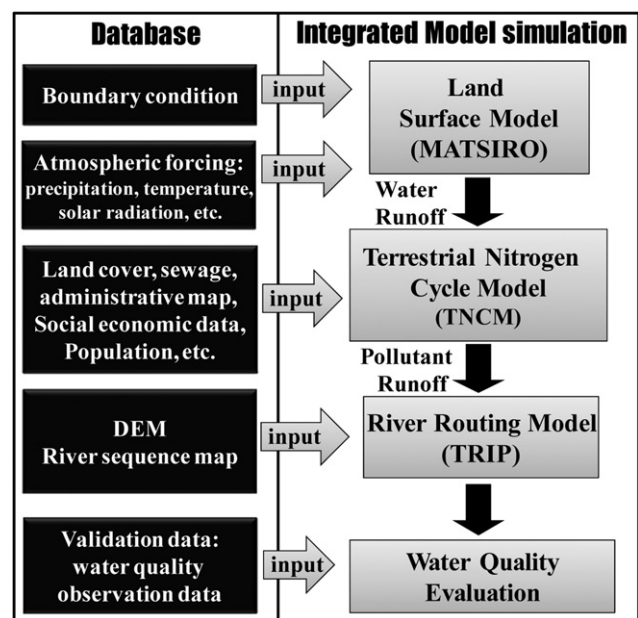 Database
Integrated Model simulation
Boundary condition
input
Land
Surface Model
(MATSIRO)
Atmospheric forcing:
precipitation, temperature,
solar radiation, etc.
input
Water
Runoff
Land cover, sewage,
administrative map,
Social economic data,
Population, etc.
input
Terrestrial Nitrogen
Cycle Model
(TNCM)
Pollutant
Runoff
DEM
River sequence map
input
River Routing Model
(TRIP)
Validation data:
water quality
observation data
input
Water Quality
Evaluation